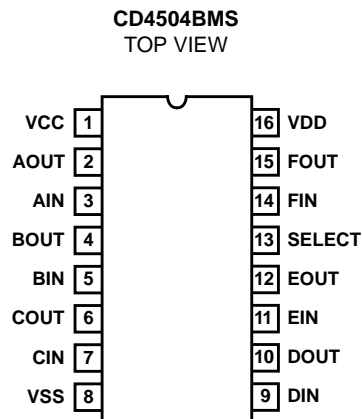 CD4504BMS
TOP VIEW
VCC 1 16 VDD
AOUT 2 15 FOUT
AIN 3 14 FIN
BOUT 4 13 SELECT
BIN 5 12 EOUT
COUT 6 11 EIN
CIN 7 10 DOUT
VSS 8 9 DIN